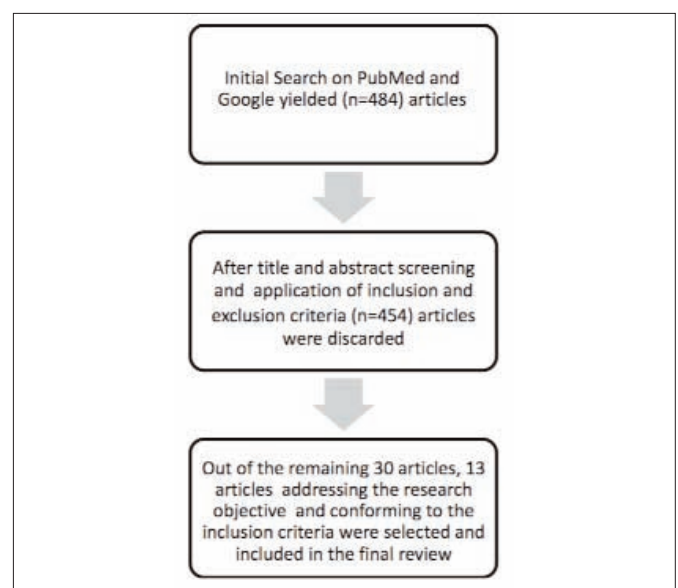 Initial Search on PubMed and
Google yielded (n=484) articles
After title and abstract screening
and application of inclusion and
exclusion criteria (n=454) articles
were discarded
Out of the remaining 30 articles, 13
articles addressing the research
objective and conforming to the
inclusion criteria were selected and
included in the final review